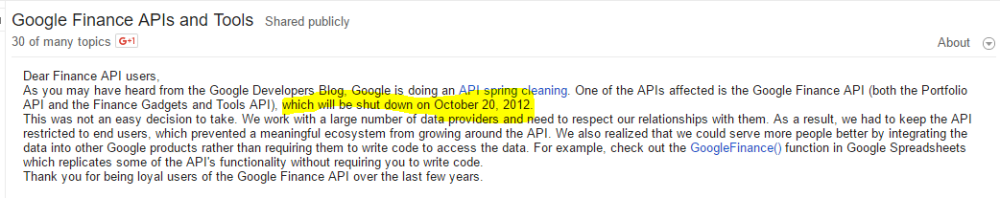 Google Finance APIs and Tools Shared publicly
30 of many topics G+1
About
Dear Finance API users,
As you may have heard from the Google Developers Blog, Google is doing an API spring cleaning. One of the APIs affected is the Google Finance API (both the Portfolio
API and the Finance Gadgets and Tools API), which will be shut down on October 20, 2012.
This was not an easy decision to take. We work with a large number of data providers and need to respect our relationships with them. As a result, we had to keep the API
restricted to end users, which prevented a meaningful ecosystem from growing around the API. We also realized that we could serve more people better by integrating the
data into other Google products rather than requiring them to write code to access the data. For example, check out the GoogleFinance() function in Google Spreadsheets
which replicates some of the API's functionality without requiring you to write code.
Thank you for being loyal users of the Google Finance API over the last few years.